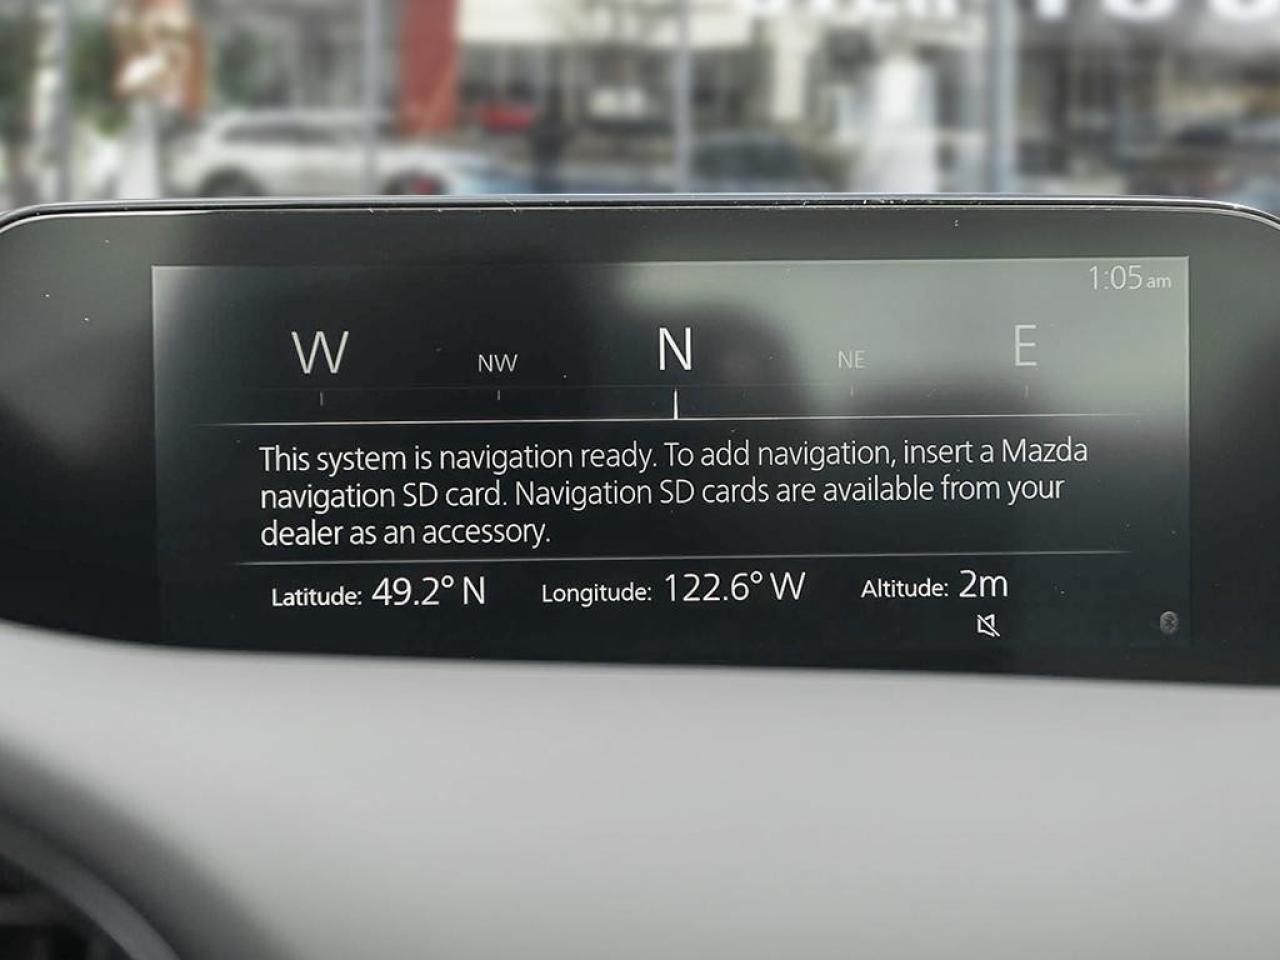 1:05 am
W NW N NE E
This system is navigation ready. To add navigation, insert a Mazda
navigation SD card. Navigation SD cards are available from your
dealer as an accessory.
Latitude: 49.2° N Longitude: 122.6° W Altitude: 2m